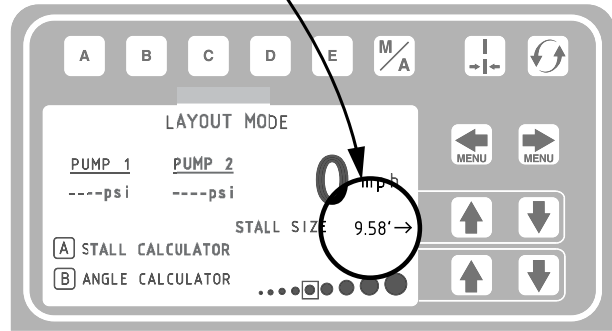 A B C D E M/A
LAYOUT MODE
MENU MENU
PUMP 1 PUMP 2 0 mph
----psi ----psi
STALL SIZE 9.58'→
A STALL CALCULATOR
B ANGLE CALCULATOR